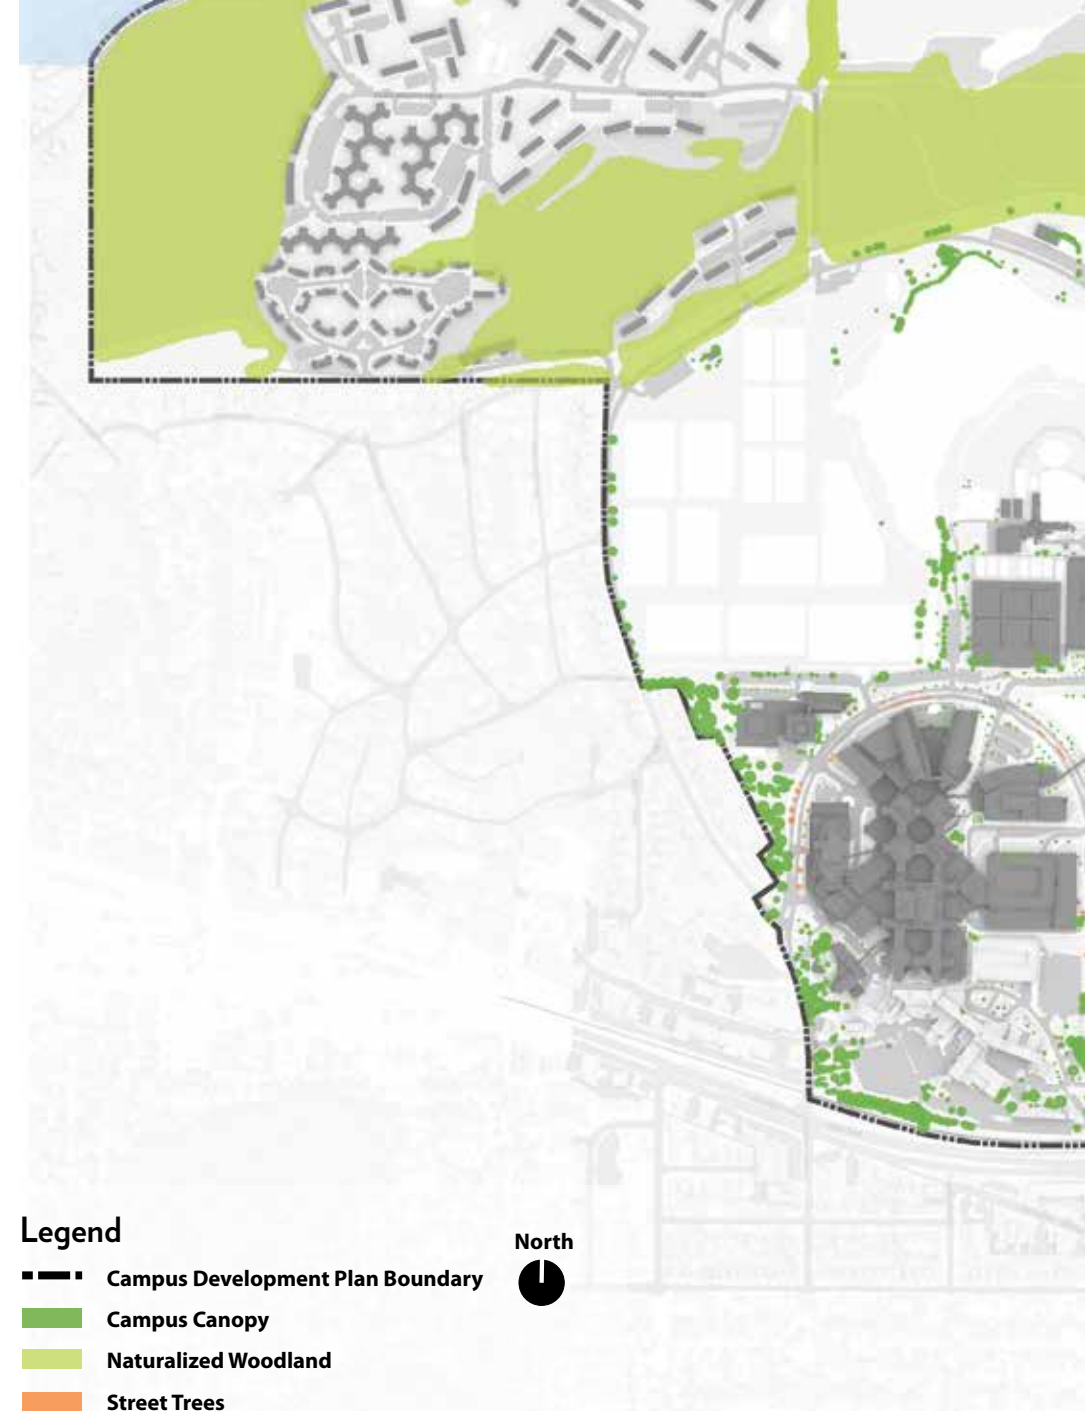 Legend
North
Campus Development Plan Boundary
Campus Canopy
Naturalized Woodland
Street Trees